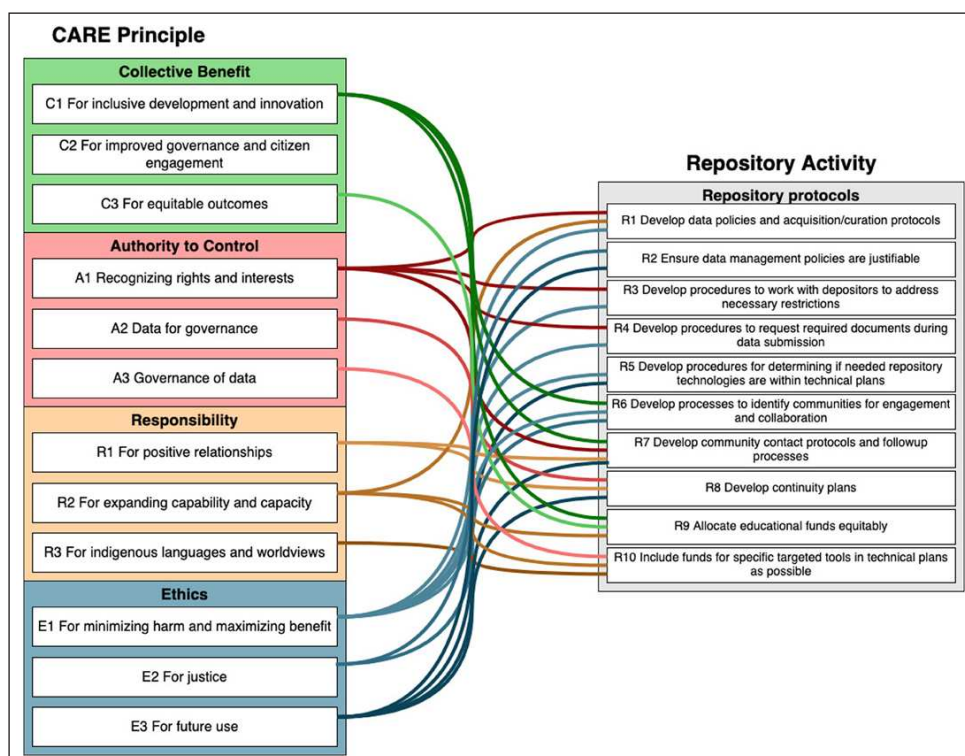 CARE Principle
Collective Benefit
C1 For inclusive development and innovation
C2 For improved governance and citizen
engagement
C3 For equitable outcomes
Authority to Control
A1 Recognizing rights and interests
A2 Data for governance
A3 Governance of data
Responsibility
R1 For positive relationships
R2 For expanding capability and capacity
R3 For indigenous languages and worldviews
Ethics
E1 For minimizing harm and maximizing benefit
E2 For justice
E3 For future use
Repository Activity
Repository protocols
R1 Develop data policies and acquisition/curation protocols
R2 Ensure data management policies are justifiable
R3 Develop procedures to work with depositors to address
necessary restrictions
R4 Develop procedures to request required documents during
data submission
R5 Develop procedures for determining if needed repository
technologies are within technical plans
R6 Develop processes to identify communities for engagement
and collaboration
R7 Develop community contact protocols and followup
processes
R8 Develop continuity plans
R9 Allocate educational funds equitably
R10 Include funds for specific targeted tools in technical plans
as possible